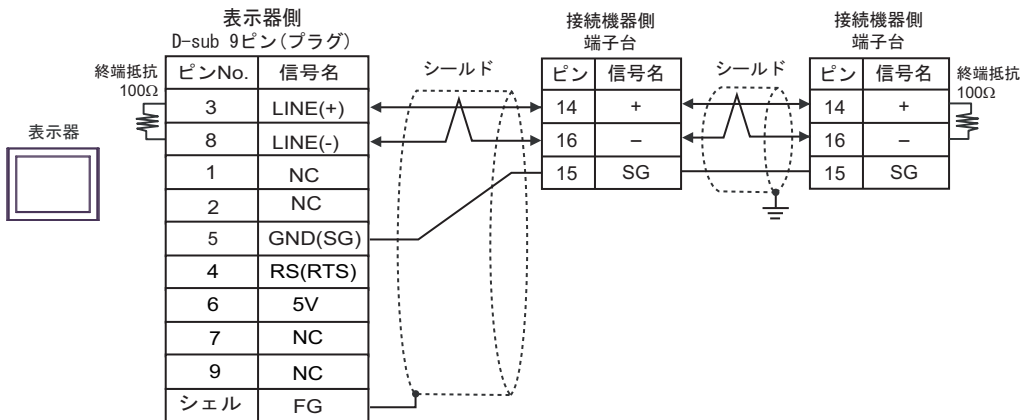 表示器側
D-sub 9ピン(プラグ)
接続機器側
端子台
接続機器側
端子台
終端抵抗
100Ω
ピンNo. 信号名
シールド
ピン 信号名
シールド
ピン 信号名
終端抵抗
100Ω
3 LINE(+)
14 +
14 +
表示器
8 LINE(-)
16 –
16 –
1 NC
15 SG
15 SG
2 NC
5 GND(SG)
4 RS(RTS)
6 5V
7 NC
9 NC
シェル FG